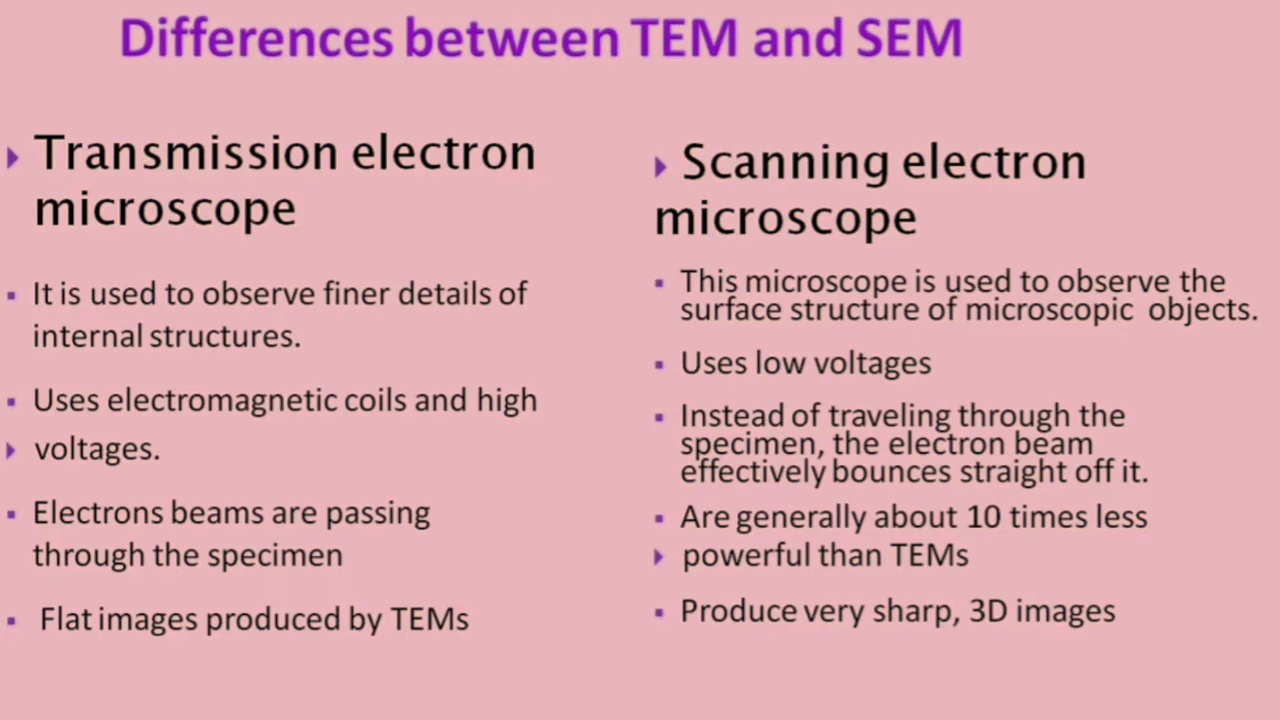 Differences between TEM and SEM
Transmission electron
microscope
It is used to observe finer details of
internal structures.
Uses electromagnetic coils and high
voltages.
Electrons beams are passing
through the specimen
Flat images produced by TEMs
Scanning electron
microscope
This microscope is used to observe the
surface structure of microscopic objects.
Uses low voltages
Instead of traveling through the
specimen, the electron beam
effectively bounces straight off it.
Are generally about 10 times less
powerful than TEMs
Produce very sharp, 3D images